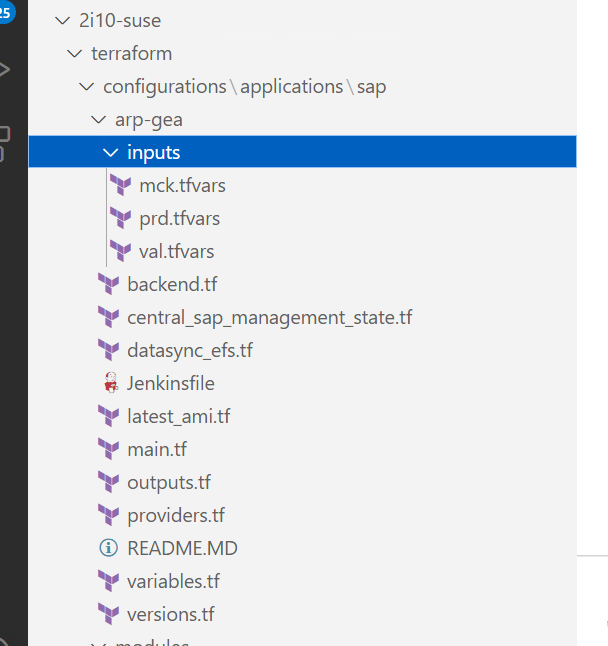 25
2i10-suse
terraform
configurations\applications\sap
arp-gea
inputs
mck.tfvars
prd.tfvars
val.tfvars
backend.tf
central_sap_management_state.tf
datasync_efs.tf
Jenkinsfile
latest_ami.tf
main.tf
outputs.tf
providers.tf
README.MD
variables.tf
versions.tf
modules